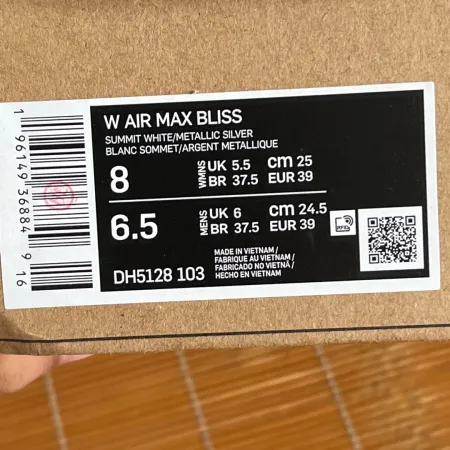 W AIR MAX BLISS
SUMMIT WHITE/METALLIC SILVER
BLANC SOMMET/ARGENT METALLIQUE
8 WMNS UK 5.5 cm 25
BR 37.5 EUR 39
6.5 MENS UK 6 cm 24.5
BR 37.5 EUR 39
MADE IN VIETNAM /
FABRIQUE AU VIETNAM /
FABRICADO NO VIETNÃ /
HECHO EN VIETNAM
DH5128 103
1 96149 36884 9 16